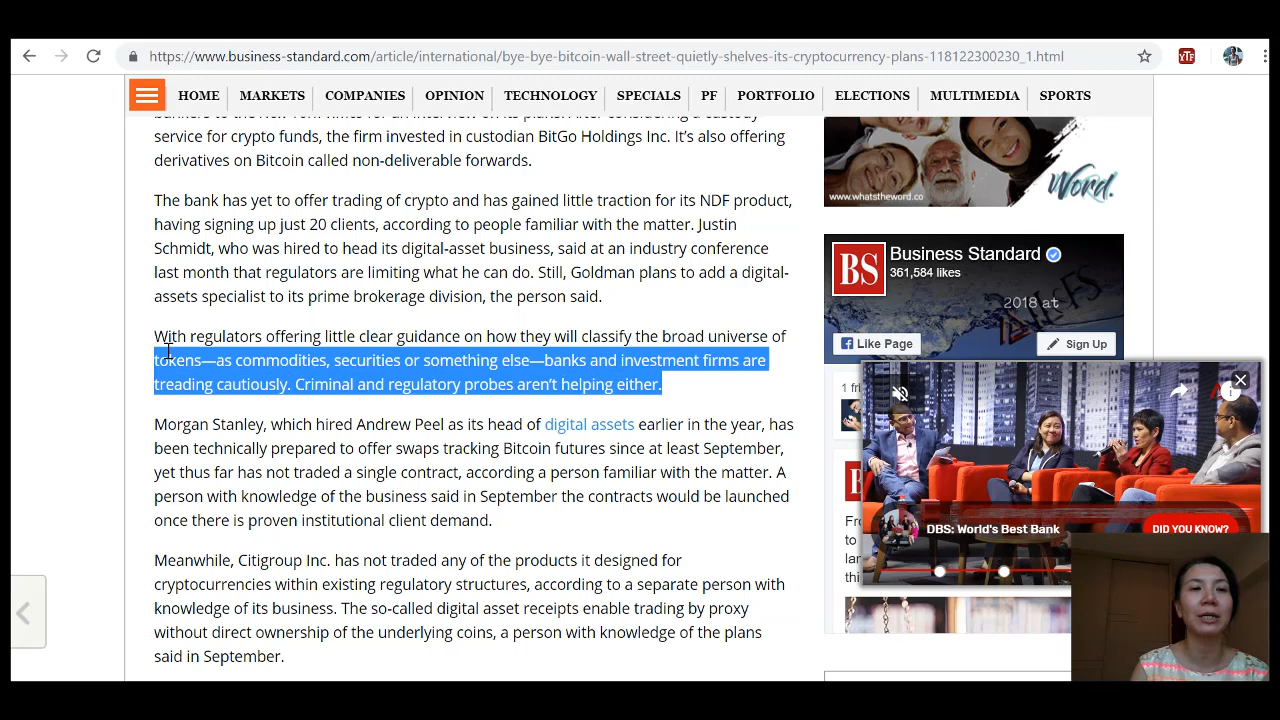 https://www.business-standard.com/article/international/bye-bye-bitcoin-wall-street-quietly-shelves-its-cryptocurrency-plans-118122300230_1.html
YTF
HOME MARKETS COMPANIES OPINION TECHNOLOGY SPECIALS PF PORTFOLIO ELECTIONS MULTIMEDIA SPORTS
service for crypto funds, the firm invested in custodian BitGo Holdings Inc. It's also offering
derivatives on Bitcoin called non-deliverable forwards.
The bank has yet to offer trading of crypto and has gained little traction for its NDF product,
having signing up just 20 clients, according to people familiar with the matter. Justin
Schmidt, who was hired to head its digital-asset business, said at an industry conference
last month that regulators are limiting what he can do. Still, Goldman plans to add a digital-
assets specialist to its prime brokerage division, the person said.
With regulators offering little clear guidance on how they will classify the broad universe of
tokens—as commodities, securities or something else—banks and investment firms are
treading cautiously. Criminal and regulatory probes aren't helping either.
Morgan Stanley, which hired Andrew Peel as its head of digital assets earlier in the year, has
been technically prepared to offer swaps tracking Bitcoin futures since at least September,
yet thus far has not traded a single contract, according to a person familiar with the matter. A
person with knowledge of the business said in September the contracts would be launched
once there is proven institutional client demand.
Meanwhile, Citigroup Inc. has not traded any of the products it designed for
cryptocurrencies within existing regulatory structures, according to a separate person with
knowledge of its business. The so-called digital asset receipts enable trading by proxy
without direct ownership of the underlying coins, a person with knowledge of the plans
said in September.
www.whatstheword.co
Word.
BS
Business Standard
361,584 likes
2018 at
Like Page
Sign Up
1 fri
DBS: World's Best Bank
DID YOU KNOW?
to
thi